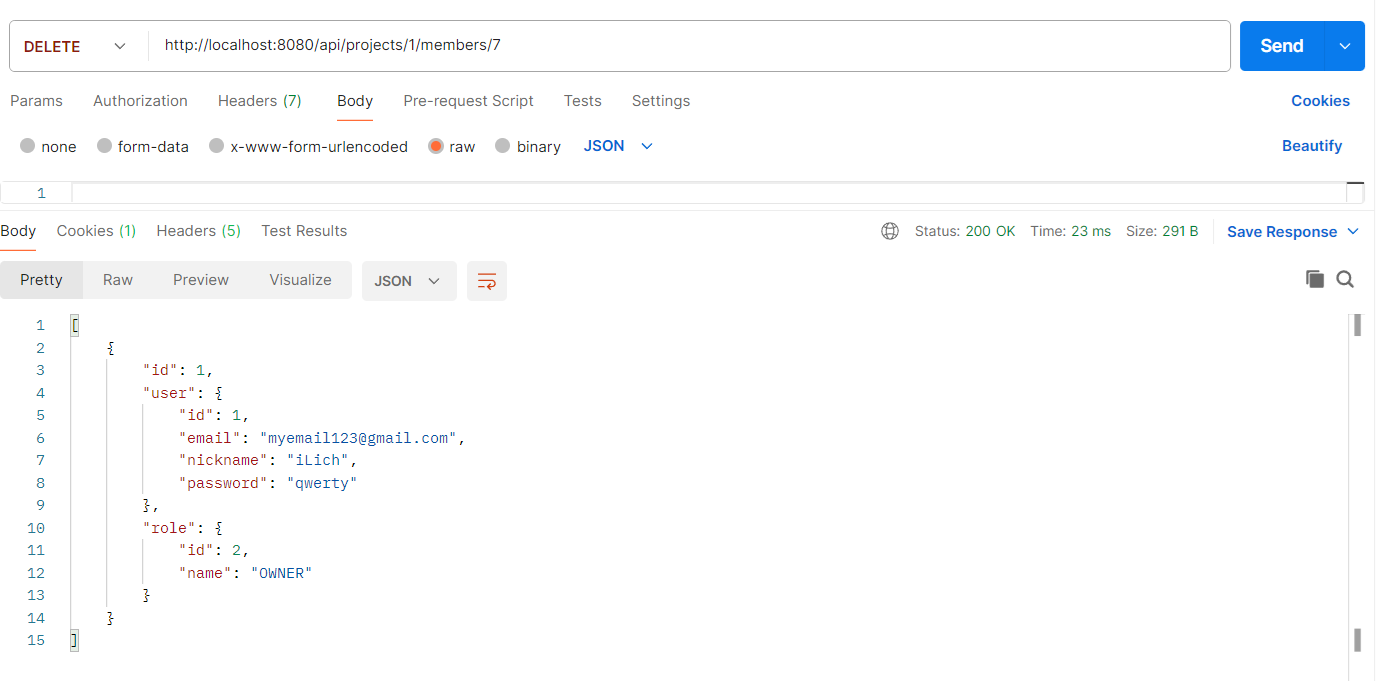 DELETE http://localhost:8080/api/projects/1/members/7 Send
Params Authorization Headers (7) Body Pre-request Script Tests Settings Cookies
none form-data x-www-form-urlencoded raw binary JSON Beautify
1
Body Cookies (1) Headers (5) Test Results Status: 200 OK Time: 23 ms Size: 291 B Save Response
Pretty Raw Preview Visualize JSON
1 [
2 {
3 "id": 1,
4 "user": {
5 "id": 1,
6 "email": "myemail123@gmail.com",
7 "nickname": "iLich",
8 "password": "qwerty"
9 },
10 "role": {
11 "id": 2,
12 "name": "OWNER"
13 }
14 }
15 ]